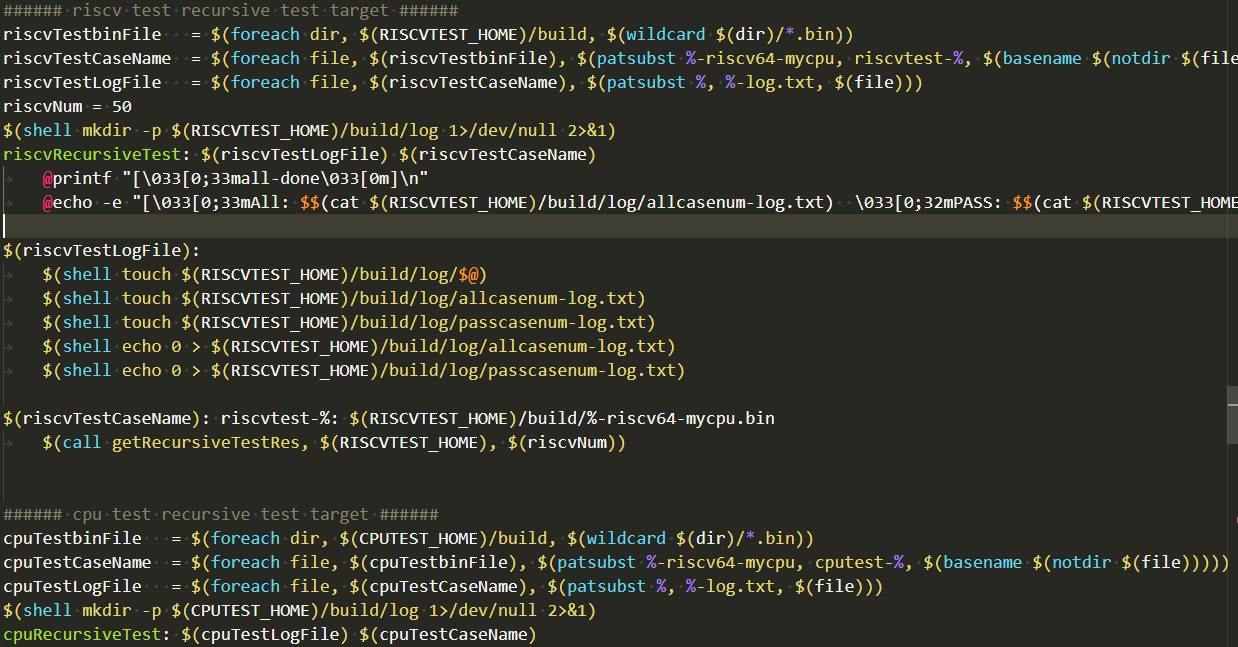 ###### riscv test recursive test target ######
riscvTestbinFile   = $(foreach dir, $(RISCVTEST_HOME)/build, $(wildcard $(dir)/*.bin))
riscvTestCaseName  = $(foreach file, $(riscvTestbinFile), $(patsubst %-riscv64-mycpu, riscvtest-%, $(basename $(notdir $(file
riscvTestLogFile   = $(foreach file, $(riscvTestCaseName), $(patsubst %, %-log.txt, $(file)))
riscvNum = 50
$(shell mkdir -p $(RISCVTEST_HOME)/build/log 1>/dev/null 2>&1)
riscvRecursiveTest: $(riscvTestLogFile) $(riscvTestCaseName)
	@printf "[\033[0;33mall-done\033[0m]\n"
	@echo -e "[\033[0;33mAll: $$(cat $(RISCVTEST_HOME)/build/log/allcasenum-log.txt)  \033[0;32mPASS: $$(cat $(RISCVTEST_HOME
$(riscvTestLogFile):
	$(shell touch $(RISCVTEST_HOME)/build/log/$@)
	$(shell touch $(RISCVTEST_HOME)/build/log/allcasenum-log.txt)
	$(shell touch $(RISCVTEST_HOME)/build/log/passcasenum-log.txt)
	$(shell echo 0 > $(RISCVTEST_HOME)/build/log/allcasenum-log.txt)
	$(shell echo 0 > $(RISCVTEST_HOME)/build/log/passcasenum-log.txt)
$(riscvTestCaseName): riscvtest-%: $(RISCVTEST_HOME)/build/%-riscv64-mycpu.bin
	$(call getRecursiveTestRes, $(RISCVTEST_HOME), $(riscvNum))
###### cpu test recursive test target ######
cpuTestbinFile   = $(foreach dir, $(CPUTEST_HOME)/build, $(wildcard $(dir)/*.bin))
cpuTestCaseName  = $(foreach file, $(cpuTestbinFile), $(patsubst %-riscv64-mycpu, cputest-%, $(basename $(notdir $(file)))))
cpuTestLogFile   = $(foreach file, $(cpuTestCaseName), $(patsubst %, %-log.txt, $(file)))
$(shell mkdir -p $(CPUTEST_HOME)/build/log 1>/dev/null 2>&1)
cpuRecursiveTest: $(cpuTestLogFile) $(cpuTestCaseName)